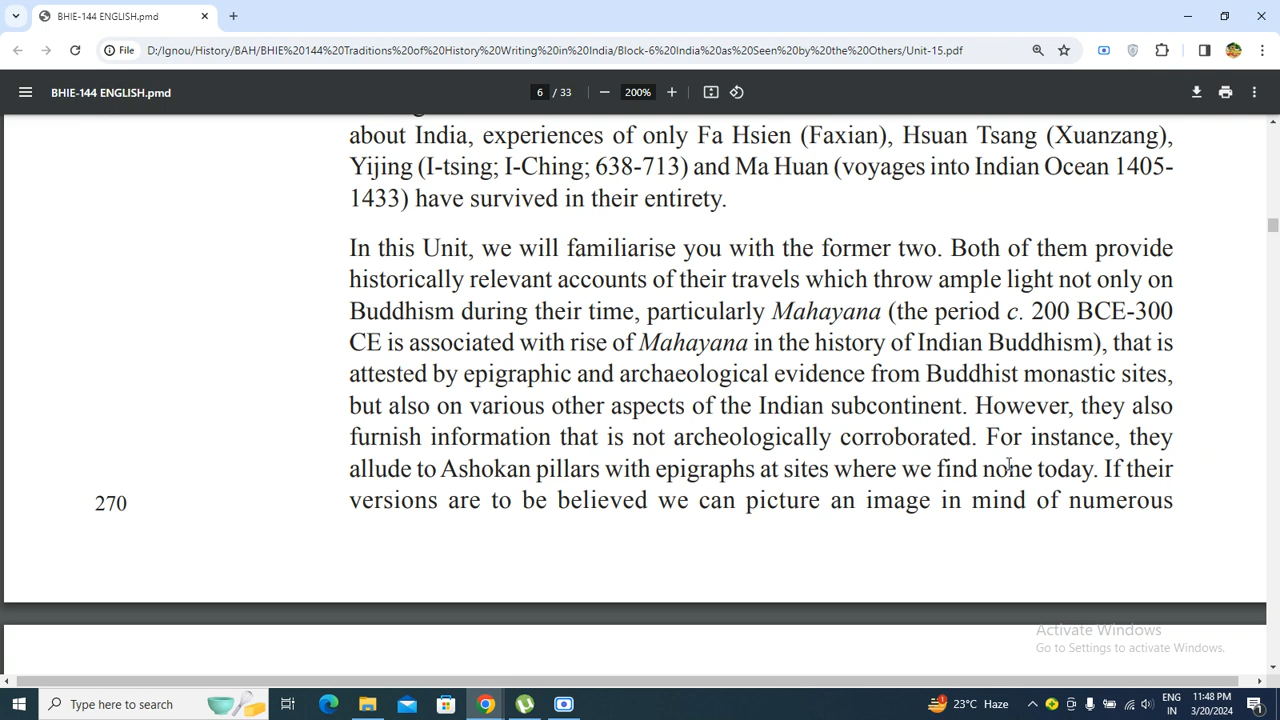 BHIE-144 ENGLISH.pmd
File D:/Ignou/History/BAH/BHIE%20144%20Traditions%20of%20History%20Writing%20in%20India/Block-6%20India%20as%20Seen%20by%20the%20Others/Unit-15.pdf
BHIE-144 ENGLISH.pmd 6 / 33 200%
about India, experiences of only Fa Hsien (Faxian), Hsuan Tsang (Xuanzang),
Yijing (I-tsing; I-Ching; 638-713) and Ma Huan (voyages into Indian Ocean 1405-
1433) have survived in their entirety.
In this Unit, we will familiarise you with the former two. Both of them provide
historically relevant accounts of their travels which throw ample light not only on
Buddhism during their time, particularly Mahayana (the period c. 200 BCE-300
CE is associated with rise of Mahayana in the history of Indian Buddhism), that is
attested by epigraphic and archaeological evidence from Buddhist monastic sites,
but also on various other aspects of the Indian subcontinent. However, they also
furnish information that is not archeologically corroborated. For instance, they
allude to Ashokan pillars with epigraphs at sites where we find none today. If their
270 versions are to be believed we can picture an image in mind of numerous
Activate Windows
Go to Settings to activate Windows.
Type here to search
23°C Haze
ENG
IN
11:48 PM
3/20/2024
1